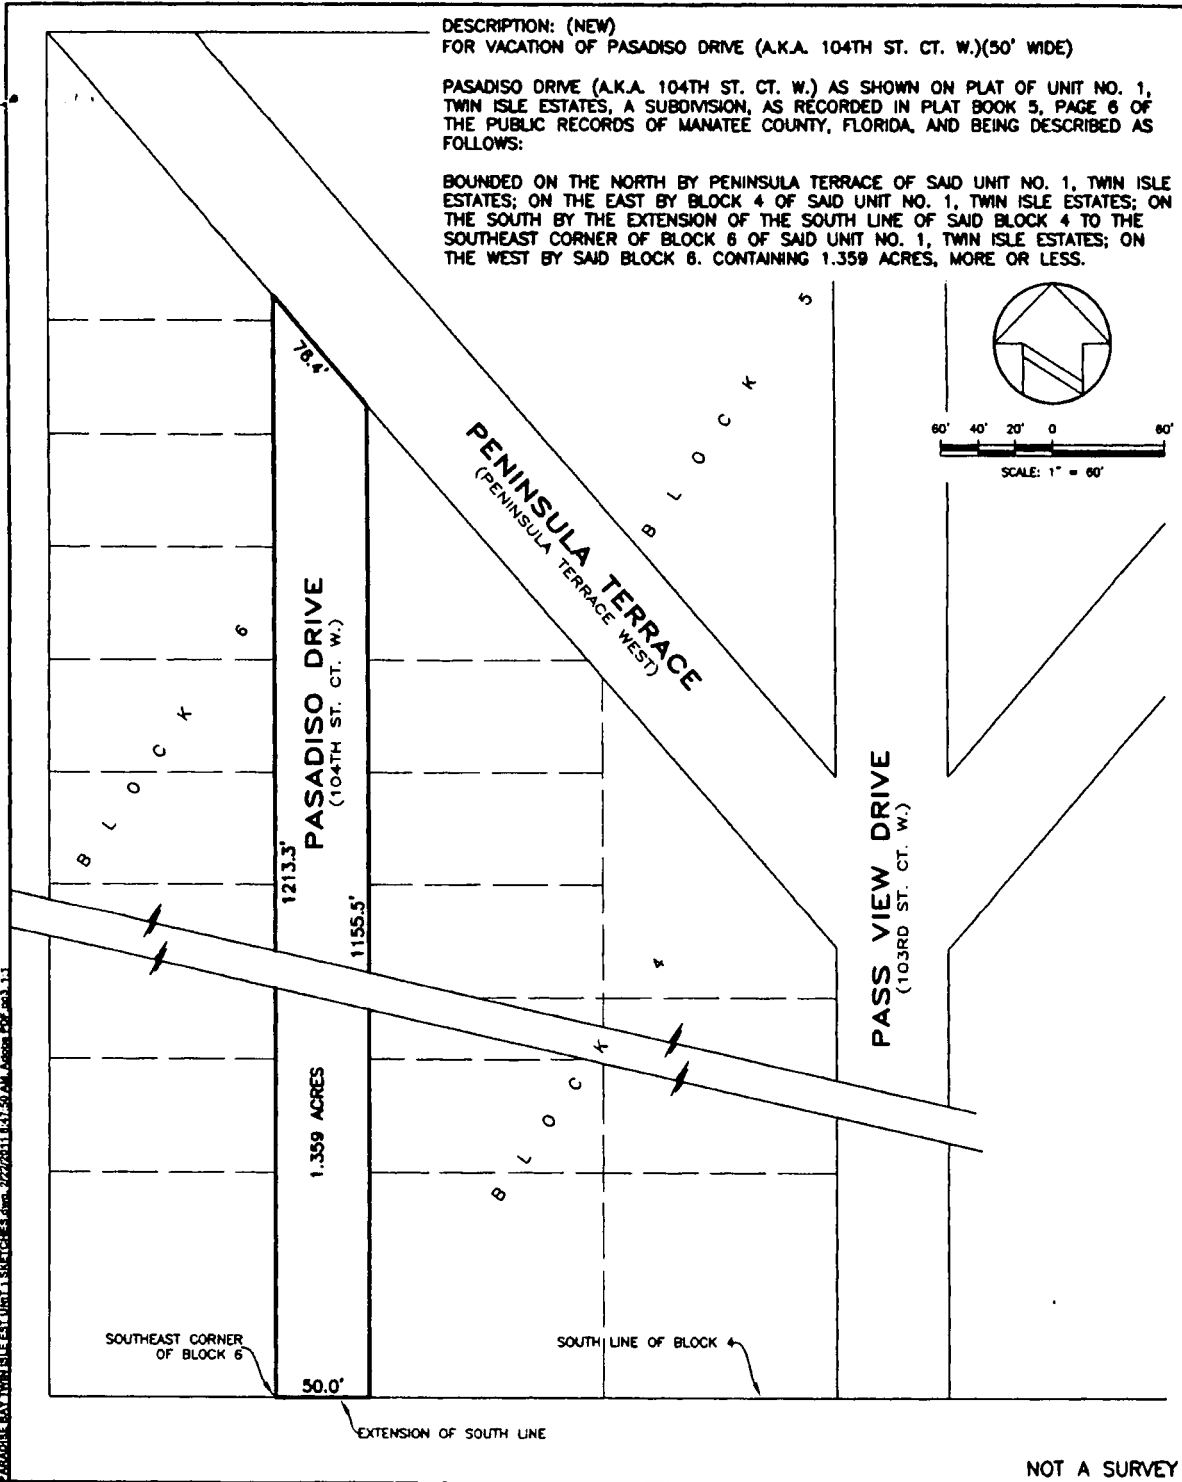 DESCRIPTION: (NEW)
FOR VACATION OF PASADISO DRIVE (A.K.A. 104TH ST. CT. W.)(50' WIDE)
PASADISO DRIVE (A.K.A. 104TH ST. CT. W.) AS SHOWN ON PLAT OF UNIT NO. 1,
TWIN ISLE ESTATES, A SUBDIVISION, AS RECORDED IN PLAT BOOK 5, PAGE 6 OF
THE PUBLIC RECORDS OF MANATEE COUNTY, FLORIDA, AND BEING DESCRIBED AS
FOLLOWS:
BOUNDED ON THE NORTH BY PENINSULA TERRACE OF SAID UNIT NO. 1, TWIN ISLE
ESTATES; ON THE EAST BY BLOCK 4 OF SAID UNIT NO. 1, TWIN ISLE ESTATES; ON
THE SOUTH BY THE EXTENSION OF THE SOUTH LINE OF SAID BLOCK 4 TO THE
SOUTHEAST CORNER OF BLOCK 6 OF SAID UNIT NO. 1, TWIN ISLE ESTATES; ON
THE WEST BY SAID BLOCK 6. CONTAINING 1.359 ACRES, MORE OR LESS.
60' 40' 20' 0 60'
SCALE: 1" = 60'
BLOCK 5
76.4'
PENINSULA TERRACE
(PENINSULA TERRACE WEST)
PASADISO DRIVE
(104TH ST. CT. W.)
BLOCK 6
1213.3'
1155.5'
PASS VIEW DRIVE
(103RD ST. CT. W.)
BLOCK 4
1.359 ACRES
SOUTHEAST CORNER
OF BLOCK 6
SOUTH LINE OF BLOCK 4
50.0'
EXTENSION OF SOUTH LINE
NOT A SURVEY